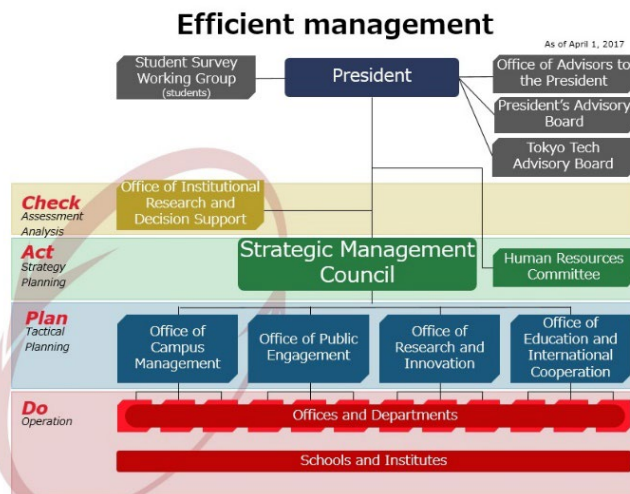 Efficient management
As of April 1, 2017
Student Survey
Working Group
(students)
President
Office of Advisors to
the President
President's Advisory
Board
Tokyo Tech
Advisory Board
Check
Assessment
Analysis
Office of Institutional
Research and
Decision Support
Act
Strategy
Planning
Strategic Management
Council
Human Resources
Committee
Plan
Tactical
Planning
Office of
Campus
Management
Office of Public
Engagement
Office of
Research and
Innovation
Office of
Education and
International
Cooperation
Do
Operation
Offices and Departments
Schools and Institutes